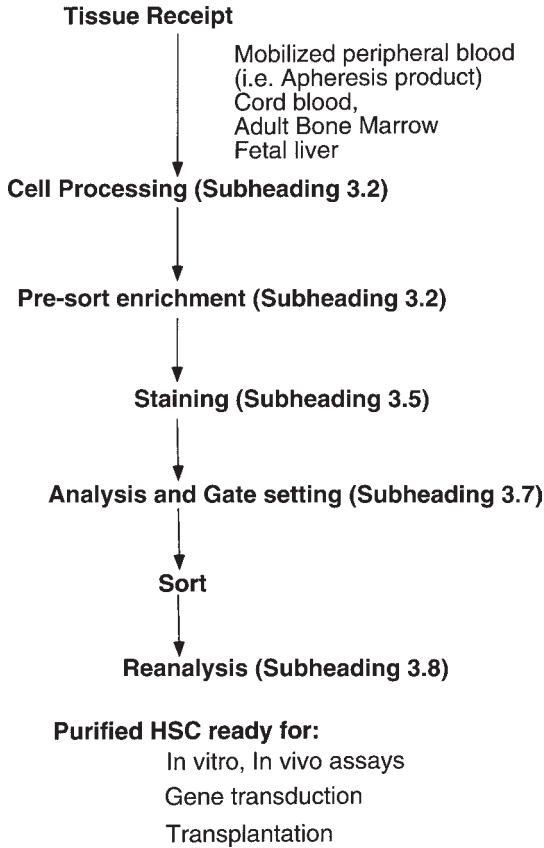 Tissue Receipt
Mobilized peripheral blood
(i.e. Apheresis product)
Cord blood,
Adult Bone Marrow
Fetal liver
Cell Processing (Subheading 3.2)
Pre-sort enrichment (Subheading 3.2)
Staining (Subheading 3.5)
Analysis and Gate setting (Subheading 3.7)
Sort
Reanalysis (Subheading 3.8)
Purified HSC ready for:
In vitro, In vivo assays
Gene transduction
Transplantation